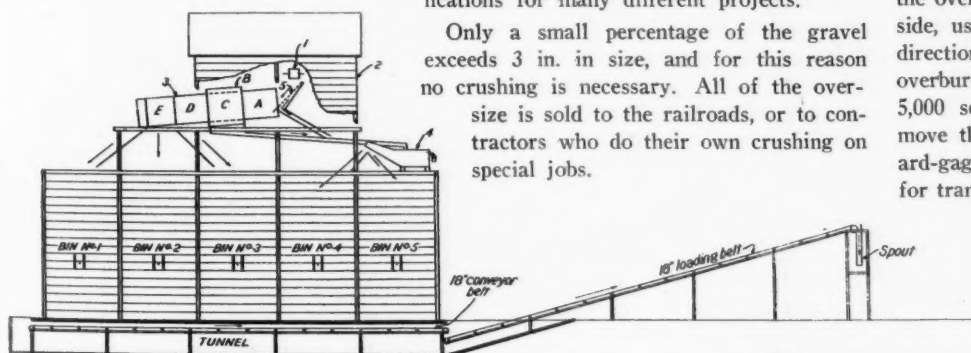 nications for many different projects.
Only a small percentage of the gravel
exceeds 3 in. in size, and for this reason
no crushing is necessary. All of the over-
size is sold to the railroads, or to con-
tractors who do their own crushing on
special jobs.
the over
side, us
direction
overbur
5,000 s
move th
ard-gag
for tran
1
2
3
B
5
E D C A
4
BIN No.1 BIN No.2 BIN No.3 BIN No.4 BIN No.5
18" conveyor
belt
18" loading belt
Spout
TUNNEL